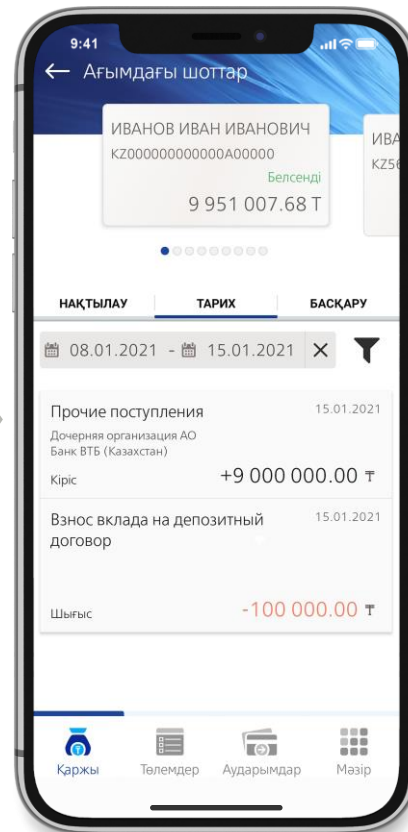 9:41
← Ағымдағы шоттар
ИВАНОВ ИВАН ИВАНОВИЧ
KZ000000000000A00000
Белсенді
9 951 007.68 T
ИВА
KZ56
НАҚТЫЛАУ ТАРИХ БАСҚАРУ
08.01.2021 - 15.01.2021 ✕
Прочие поступления 15.01.2021
Дочерняя организация АО
Банк ВТБ (Казахстан)
Кіріс +9 000 000.00 ₸
Взнос вклада на депозитный 15.01.2021
договор
Шығыс -100 000.00 ₸
Қаржы Төлемдер Аударымдар Мәзір